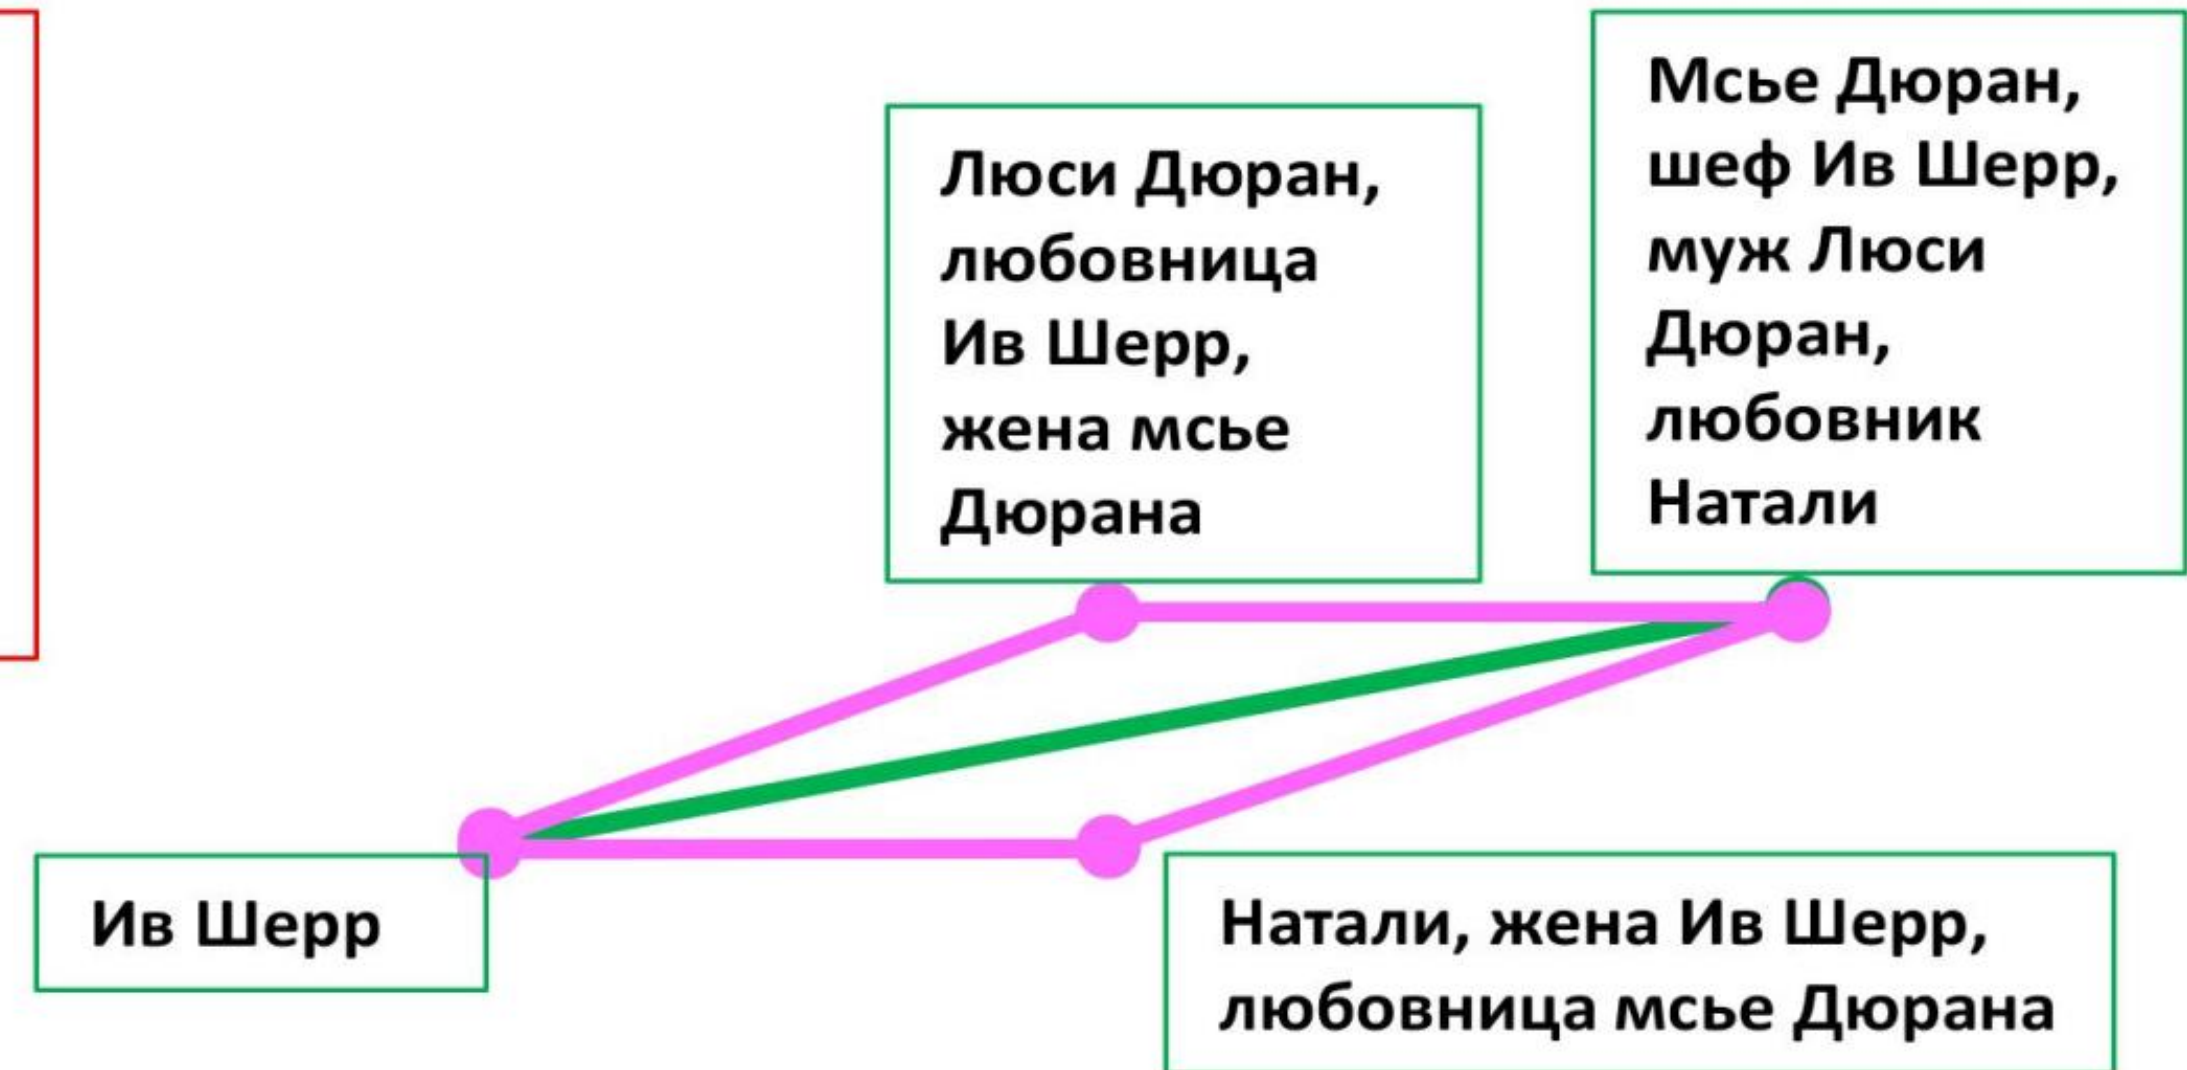 Люси Дюран,
любовница
Ив Шерр,
жена мсье
Дюрана
Мсье Дюран,
шеф Ив Шерр,
муж Люси
Дюран,
любовник
Натали
Ив Шерр
Натали, жена Ив Шерр,
любовница мсье Дюрана